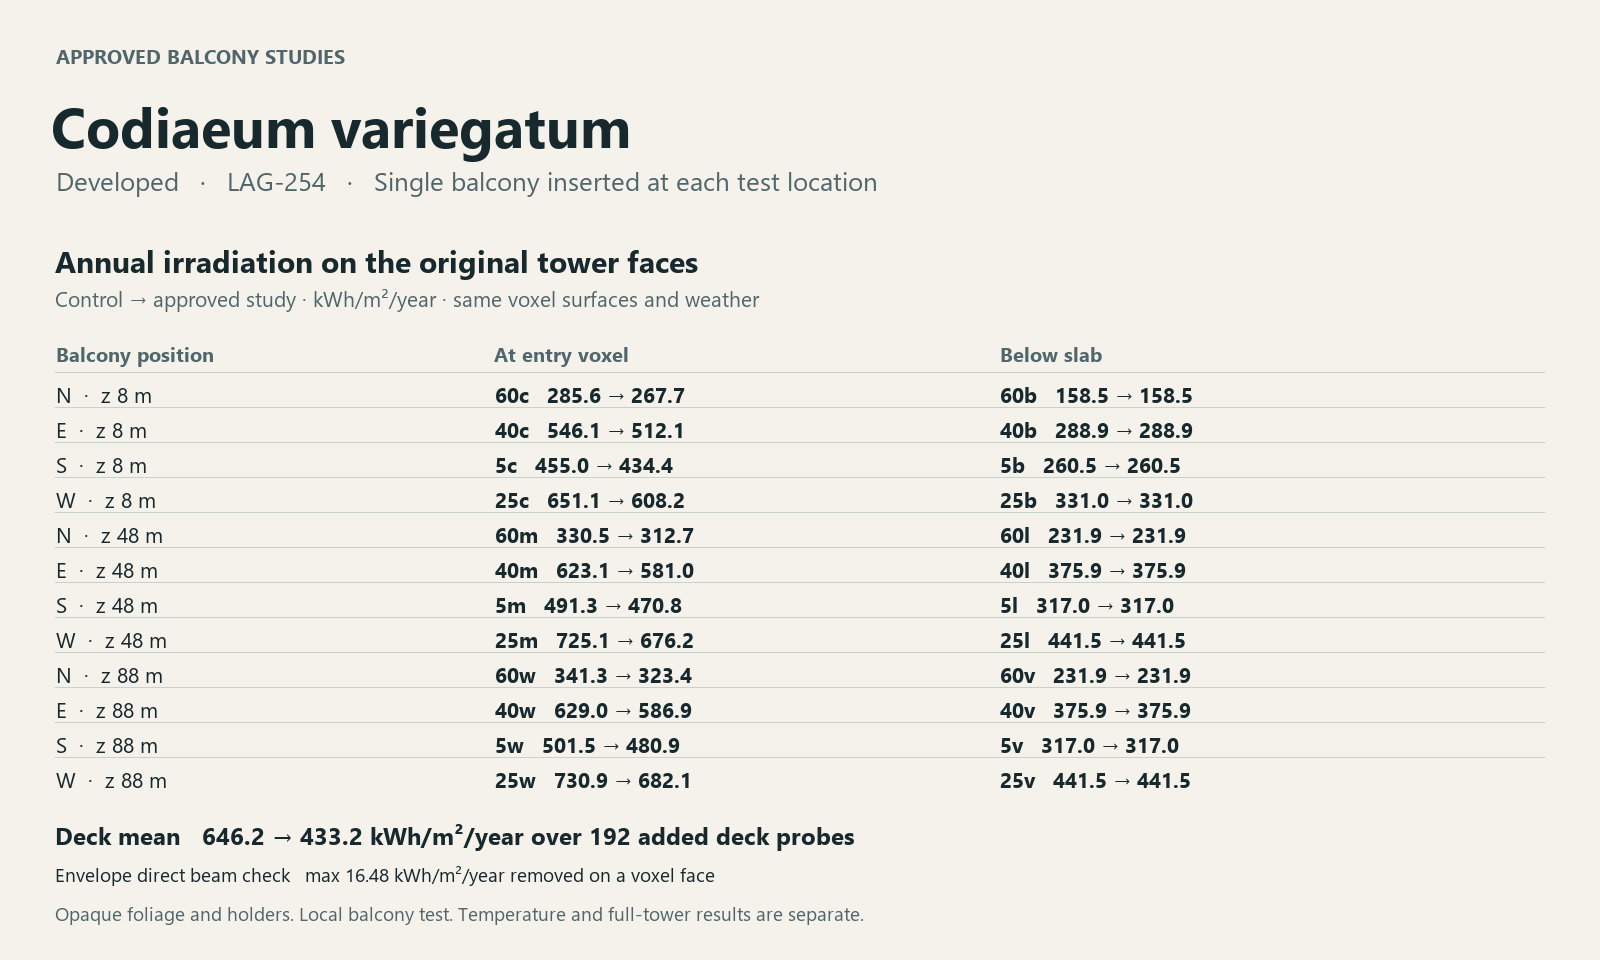 APPROVED BALCONY STUDIES
Codiaeum variegatum
Developed · LAG-254 · Single balcony inserted at each test location
Annual irradiation on the original tower faces
Control → approved study · kWh/m²/year · same voxel surfaces and weather
Balcony position At entry voxel Below slab
N · z 8 m 60c 285.6 → 267.7 60b 158.5 → 158.5
E · z 8 m 40c 546.1 → 512.1 40b 288.9 → 288.9
S · z 8 m 5c 455.0 → 434.4 5b 260.5 → 260.5
W · z 8 m 25c 651.1 → 608.2 25b 331.0 → 331.0
N · z 48 m 60m 330.5 → 312.7 60l 231.9 → 231.9
E · z 48 m 40m 623.1 → 581.0 40l 375.9 → 375.9
S · z 48 m 5m 491.3 → 470.8 5l 317.0 → 317.0
W · z 48 m 25m 725.1 → 676.2 25l 441.5 → 441.5
N · z 88 m 60w 341.3 → 323.4 60v 231.9 → 231.9
E · z 88 m 40w 629.0 → 586.9 40v 375.9 → 375.9
S · z 88 m 5w 501.5 → 480.9 5v 317.0 → 317.0
W · z 88 m 25w 730.9 → 682.1 25v 441.5 → 441.5
Deck mean 646.2 → 433.2 kWh/m²/year over 192 added deck probes
Envelope direct beam check max 16.48 kWh/m²/year removed on a voxel face
Opaque foliage and holders. Local balcony test. Temperature and full-tower results are separate.